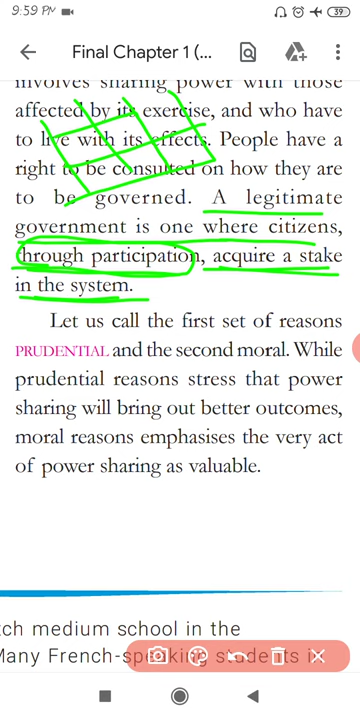 9:59 PM
39
Final Chapter 1 (...
involves sharing power with those
affected by its exercise, and who have
to live with its effects. People have a
right to be consulted on how they are
to be governed. A legitimate
government is one where citizens,
through participation, acquire a stake
in the system.
Let us call the first set of reasons
PRUDENTIAL and the second moral. While
prudential reasons stress that power
sharing will bring out better outcomes,
moral reasons emphasises the very act
of power sharing as valuable.
tch medium school in the
Many French-speaking students i